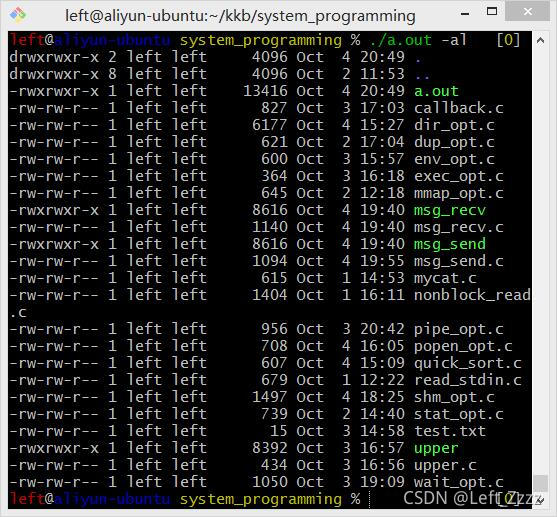 left@aliyun-ubuntu:~/kkb/system_programming
left@aliyun-ubuntu system_programming % ./a.out -al   [0]
drwxrwxr-x 2 left left     4096 Oct  4 20:49 .
drwxrwxr-x 8 left left     4096 Oct  2 11:53 ..
-rwxrwxr-x 1 left left    13416 Oct  4 20:49 a.out
-rw-rw-r-- 1 left left      827 Oct  3 17:03 callback.c
-rw-rw-r-- 1 left left     6177 Oct  4 15:27 dir_opt.c
-rw-rw-r-- 1 left left      621 Oct  2 17:04 dup_opt.c
-rw-rw-r-- 1 left left      600 Oct  3 15:57 env_opt.c
-rw-rw-r-- 1 left left      364 Oct  3 16:18 exec_opt.c
-rw-rw-r-- 1 left left      645 Oct  2 12:18 mmap_opt.c
-rwxrwxr-x 1 left left     8616 Oct  4 19:40 msg_recv
-rw-rw-r-- 1 left left     1140 Oct  4 19:40 msg_recv.c
-rwxrwxr-x 1 left left     8616 Oct  4 19:40 msg_send
-rw-rw-r-- 1 left left     1094 Oct  4 19:55 msg_send.c
-rw-rw-r-- 1 left left      615 Oct  1 14:53 mycat.c
-rw-rw-r-- 1 left left     1404 Oct  1 16:11 nonblock_read
.c
-rw-rw-r-- 1 left left      956 Oct  3 20:42 pipe_opt.c
-rw-rw-r-- 1 left left      708 Oct  4 16:05 popen_opt.c
-rw-rw-r-- 1 left left      607 Oct  4 15:09 quick_sort.c
-rw-rw-r-- 1 left left      679 Oct  1 12:22 read_stdin.c
-rw-rw-r-- 1 left left     1497 Oct  4 18:25 shm_opt.c
-rw-rw-r-- 1 left left      739 Oct  2 14:40 stat_opt.c
-rw-rw-r-- 1 left left       15 Oct  3 14:58 test.txt
-rwxrwxr-x 1 left left     8392 Oct  3 16:57 upper
-rw-rw-r-- 1 left left      434 Oct  3 16:56 upper.c
-rw-rw-r-- 1 left left     1050 Oct  3 19:09 wait_opt.c
left@aliyun-ubuntu system_programming %   [0]
CSDN @Left_Zzzz